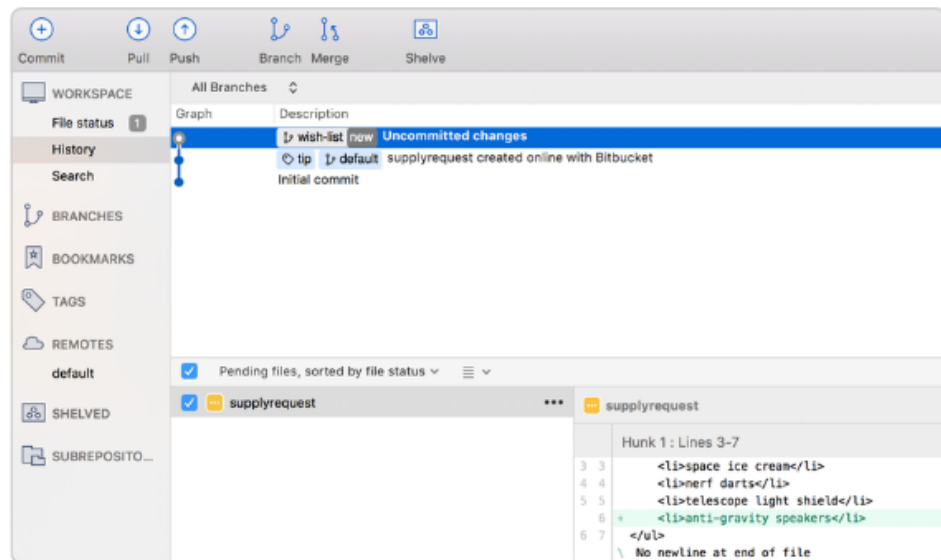 Commit Pull Push Branch Merge Shelve
WORKSPACE
File status 1
History
Search
BRANCHES
BOOKMARKS
TAGS
REMOTES
default
SHELVED
SUBREPOSITO...
All Branches
Graph Description
wish-list new Uncommitted changes
tip default supplyrequest created online with Bitbucket
Initial commit
Pending files, sorted by file status
supplyrequest •••
supplyrequest
Hunk 1 : Lines 3-7
3 3 <li>space ice cream</li>
4 4 <li>nerf darts</li>
5 5 <li>telescope light shield</li>
6 + <li>anti-gravity speakers</li>
6 7 </ul>
\ No newline at end of file